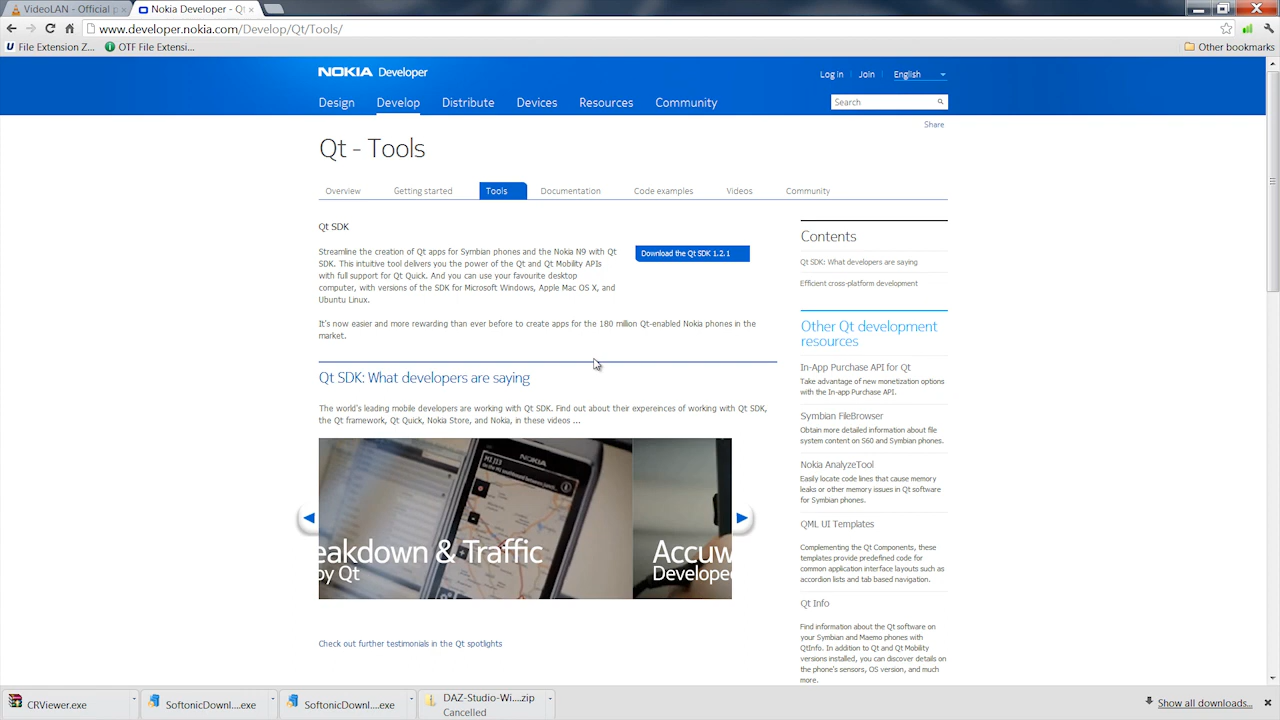 VideoLAN - Official p
Nokia Developer - Qt
www.developer.nokia.com/Develop/Qt/Tools/
File Extension Z...
OTF File Extensi...
Other bookmarks
NOKIA Developer
Log in
Join
English
Design
Develop
Distribute
Devices
Resources
Community
Search
Share
Qt - Tools
Overview
Getting started
Tools
Documentation
Code examples
Videos
Community
Qt SDK
Streamline the creation of Qt apps for Symbian phones and the Nokia N9 with Qt
SDK. This intuitive tool delivers you the power of the Qt and Qt Mobility APIs
with full support for Qt Quick. And you can use your favourite desktop
computer, with versions of the SDK for Microsoft Windows, Apple Mac OS X, and
Ubuntu Linux.
Download the Qt SDK 1.2.1
It's now easier and more rewarding than ever before to create apps for the 180 million Qt-enabled Nokia phones in the
market.
Qt SDK: What developers are saying
The world's leading mobile developers are working with Qt SDK. Find out about their expereinces of working with Qt SDK,
the Qt framework, Qt Quick, Nokia Store, and Nokia, in these videos ...
NOKIA
eakdown & Traffic
by Qt
Accuw
Developed
Check out further testimonials in the Qt spotlights
Contents
Qt SDK: What developers are saying
Efficient cross-platform development
Other Qt development
resources
In-App Purchase API for Qt
Take advantage of new monetization options
with the In-app Purchase API.
Symbian FileBrowser
Obtain more detailed information about file
system content on S60 and Symbian phones.
Nokia AnalyzeTool
Easily locate code lines that cause memory
leaks or other memory issues in Qt software
for Symbian phones.
QML UI Templates
Complementing the Qt Components, these
templates provide predefined code for
common application interface layouts such as
accordion lists and tab based navigation.
Qt Info
Find information about the Qt software on
your Symbian and Maemo phones with
QtInfo. In addition to Qt and Qt Mobility
versions installed, you can discover details on
the phone's sensors, OS version, and much
more.
CRViewer.exe
SoftonicDownl....exe
SoftonicDownl....exe
DAZ-Studio-Wi....zip
Cancelled
Show all downloads...